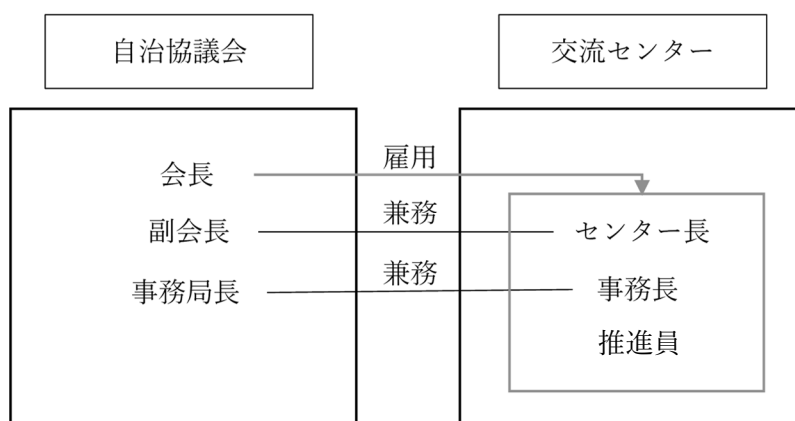 自治協議会
交流センター
会長
雇用
副会長
兼務
センター長
事務局長
兼務
事務長
推進員